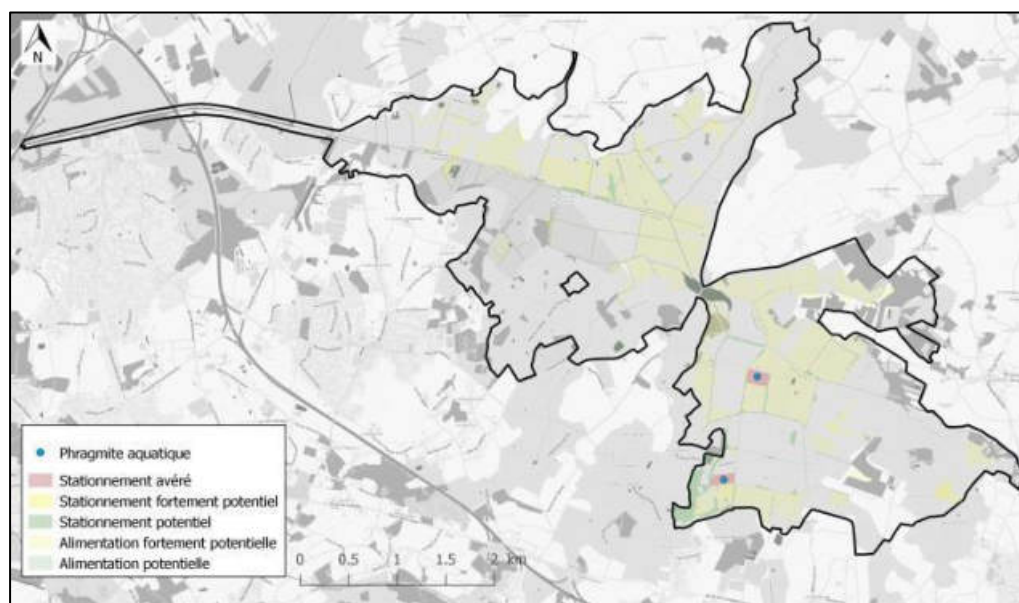 N
Phragmite aquatique
Stationnement avéré
Stationnement fortement potentiel
Stationnement potentiel
Alimentation fortement potentielle
Alimentation potentielle
0 0.5 1 1.5 2 km